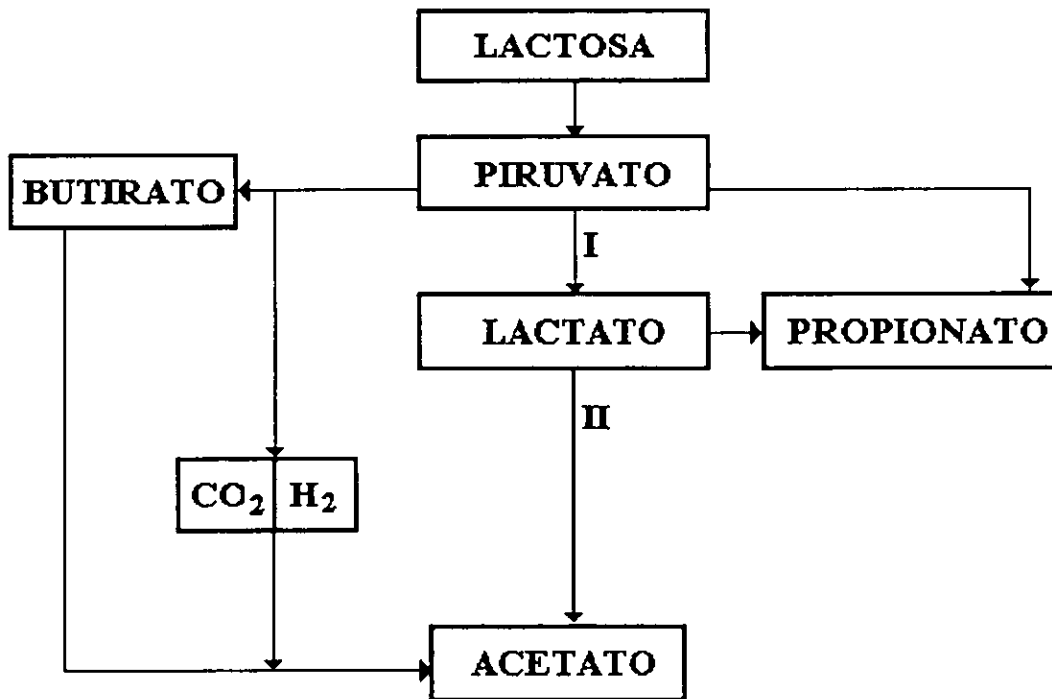 LACTOSA
PIRUVATO
BUTIRATO
I
LACTATO
PROPIONATO
II
CO₂ H₂
ACETATO